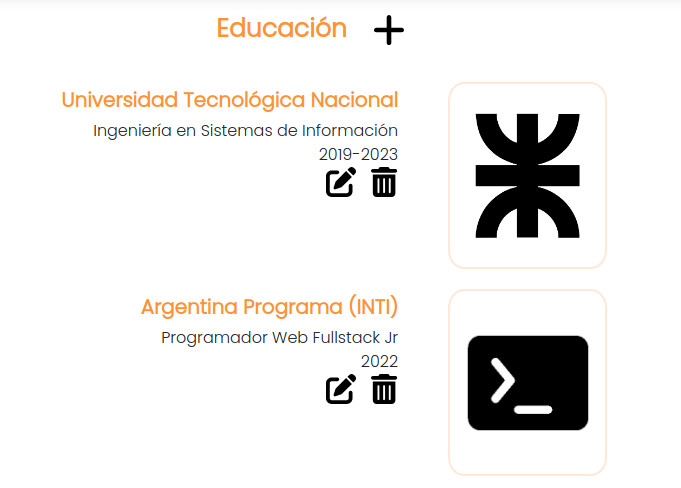 Educación
Universidad Tecnológica Nacional
Ingeniería en Sistemas de Información
2019-2023
Argentina Programa (INTI)
Programador Web Fullstack Jr
2022